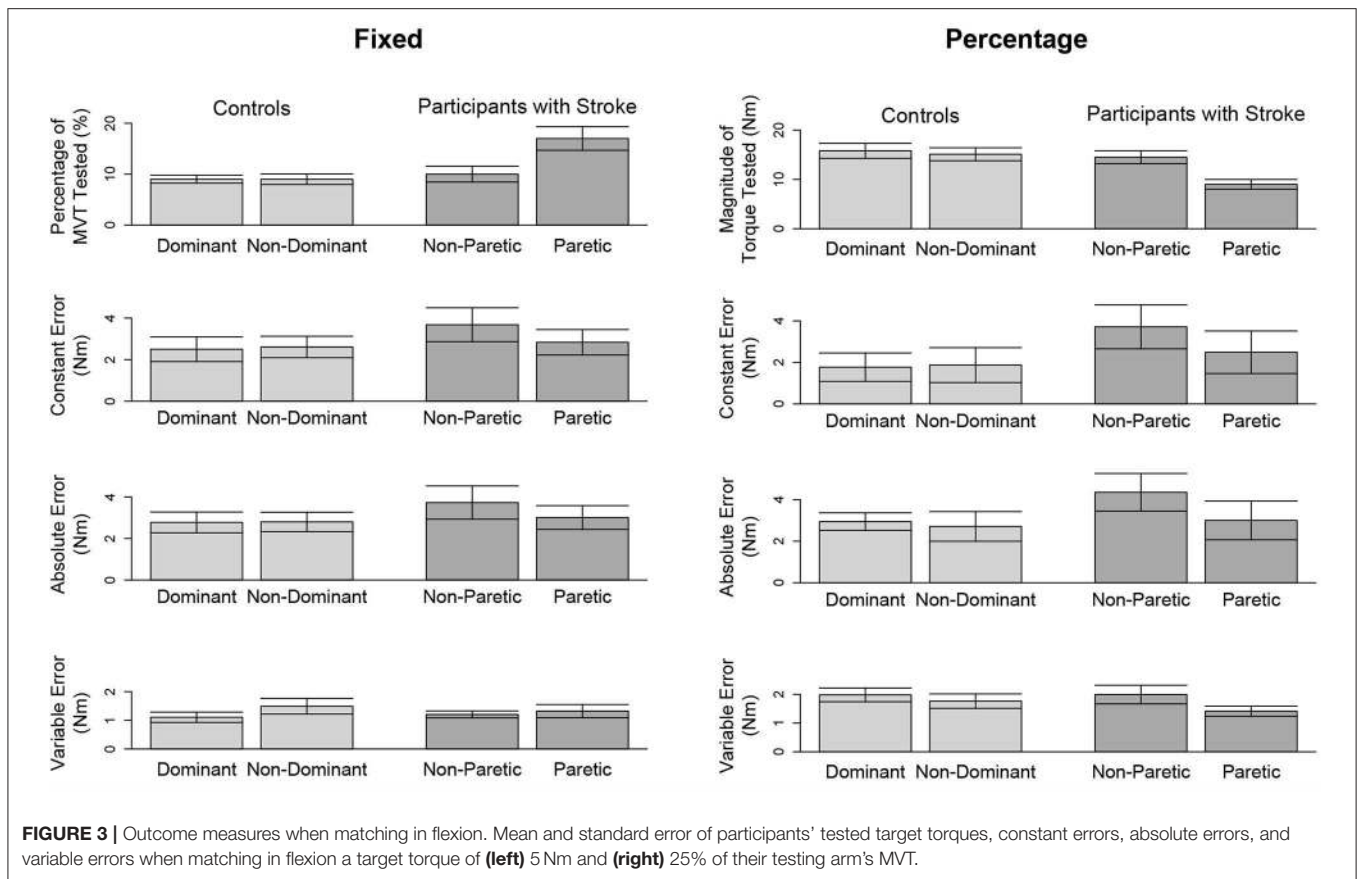 Fixed
Percentage
Controls
Participants with Stroke
Percentage of
MVT Tested (%)
0
10
20
Dominant
Non-Dominant
Non-Paretic
Paretic
Constant Error
(Nm)
0
2
4
Dominant
Non-Dominant
Non-Paretic
Paretic
Absolute Error
(Nm)
0
2
4
Dominant
Non-Dominant
Non-Paretic
Paretic
Variable Error
(Nm)
0
1
2
Dominant
Non-Dominant
Non-Paretic
Paretic
Controls
Participants with Stroke
Magnitude of
Torque Tested (Nm)
0
10
20
Dominant
Non-Dominant
Non-Paretic
Paretic
Constant Error
(Nm)
0
2
4
Dominant
Non-Dominant
Non-Paretic
Paretic
Absolute Error
(Nm)
0
2
4
Dominant
Non-Dominant
Non-Paretic
Paretic
Variable Error
(Nm)
0
1
2
Dominant
Non-Dominant
Non-Paretic
Paretic
FIGURE 3 | Outcome measures when matching in flexion. Mean and standard error of participants' tested target torques, constant errors, absolute errors, and
variable errors when matching in flexion a target torque of (left) 5 Nm and (right) 25% of their testing arm's MVT.